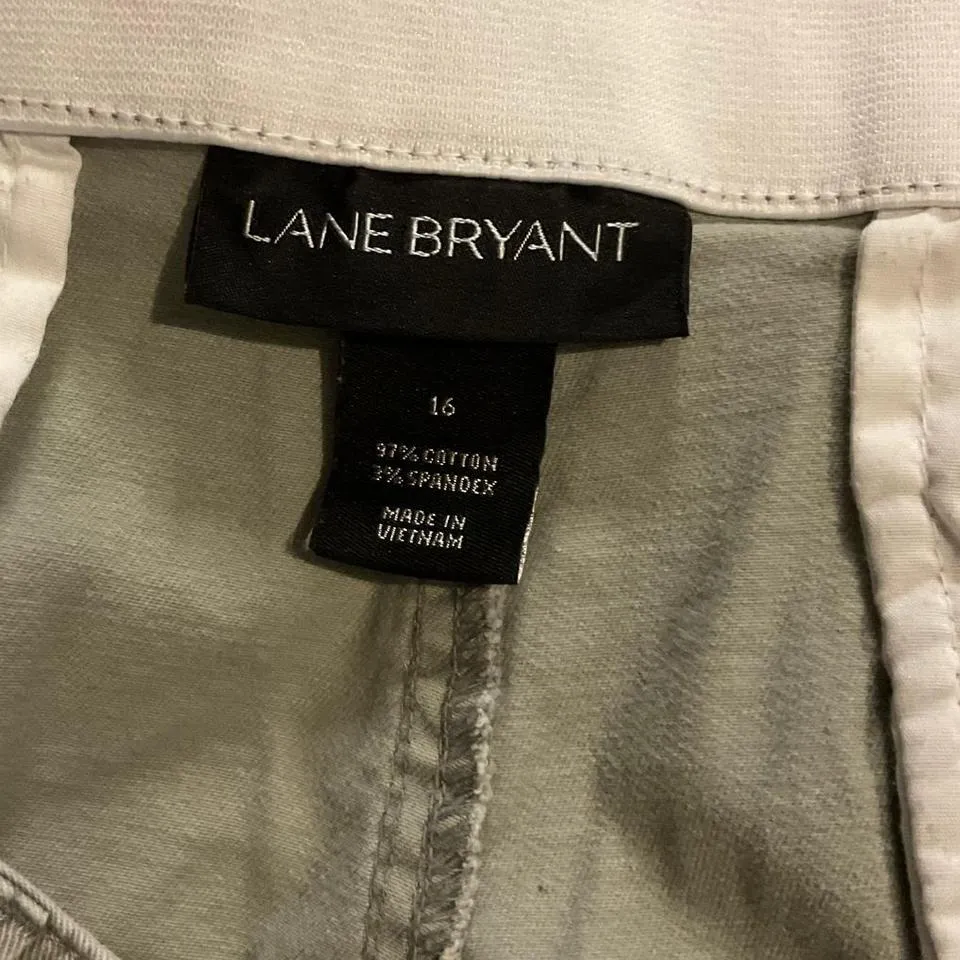 LANE BRYANT
16
97% COTTON
3% SPANDEX
MADE IN
VIETNAM